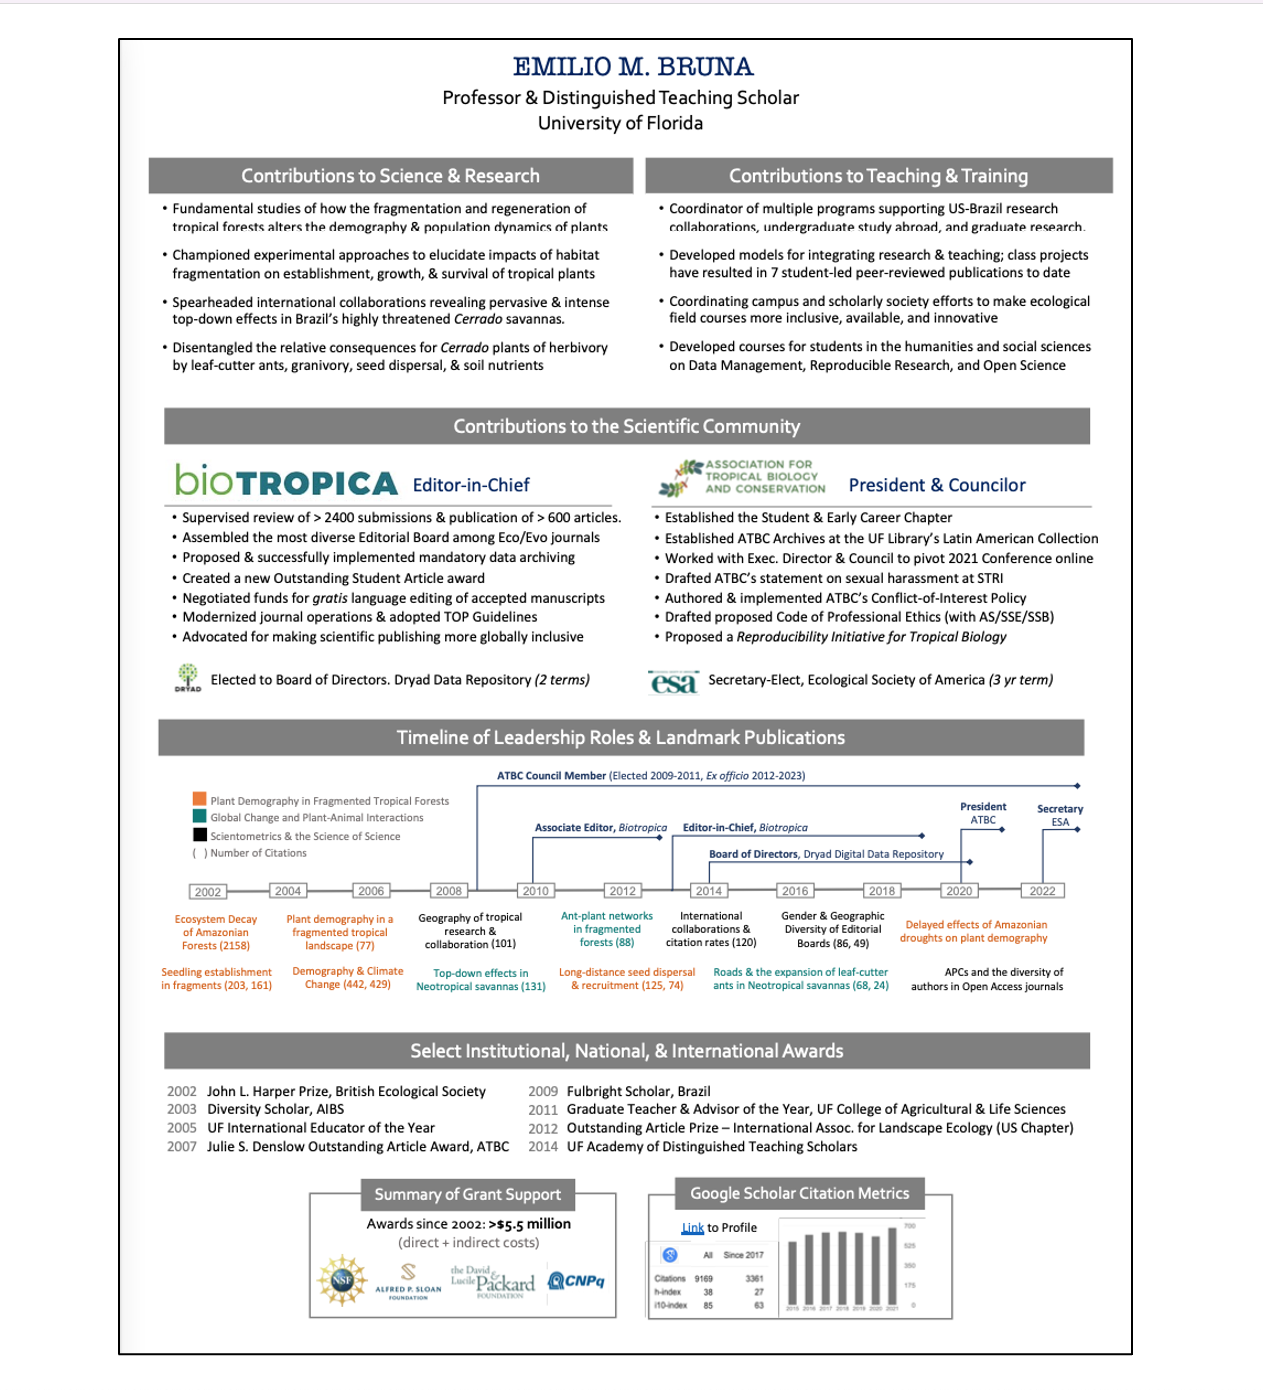 EMILIO M. BRUNA
Professor & Distinguished Teaching Scholar
University of Florida
Contributions to Science & Research
• Fundamental studies of how the fragmentation and regeneration of
tropical forests alters the demography & population dynamics of plants
• Championed experimental approaches to elucidate impacts of habitat
fragmentation on establishment, growth, & survival of tropical plants
• Spearheaded international collaborations revealing pervasive & intense
top-down effects in Brazil's highly threatened Cerrado savannas.
• Disentangled the relative consequences for Cerrado plants of herbivory
by leaf-cutter ants, granivory, seed dispersal, & soil nutrients
Contributions to Teaching & Training
• Coordinator of multiple programs supporting US-Brazil research
collaborations, undergraduate study abroad, and graduate research.
• Developed models for integrating research & teaching; class projects
have resulted in 7 student-led peer-reviewed publications to date
• Coordinating campus and scholarly society efforts to make ecological
field courses more inclusive, available, and innovative
• Developed courses for students in the humanities and social sciences
on Data Management, Reproducible Research, and Open Science
Contributions to the Scientific Community
bioTROPICA Editor-in-Chief
• Supervised review of > 2400 submissions & publication of > 600 articles.
• Assembled the most diverse Editorial Board among Eco/Evo journals
• Proposed & successfully implemented mandatory data archiving
• Created a new Outstanding Student Article award
• Negotiated funds for gratis language editing of accepted manuscripts
• Modernized journal operations & adopted TOP Guidelines
• Advocated for making scientific publishing more globally inclusive
ASSOCIATION FOR
TROPICAL BIOLOGY
AND CONSERVATION
President & Councilor
• Established the Student & Early Career Chapter
• Established ATBC Archives at the UF Library's Latin American Collection
• Worked with Exec. Director & Council to pivot 2021 Conference online
• Drafted ATBC's statement on sexual harassment at STRI
• Authored & implemented ATBC's Conflict-of-Interest Policy
• Drafted proposed Code of Professional Ethics (with AS/SSE/SSB)
• Proposed a Reproducibility Initiative for Tropical Biology
DRYAD
Elected to Board of Directors. Dryad Data Repository (2 terms)
esa
Secretary-Elect, Ecological Society of America (3 yr term)
Timeline of Leadership Roles & Landmark Publications
ATBC Council Member (Elected 2009-2011, Ex officio 2012-2023)
Plant Demography in Fragmented Tropical Forests
Global Change and Plant-Animal Interactions
Scientometrics & the Science of Science
( ) Number of Citations
Associate Editor, Biotropica
Editor-in-Chief, Biotropica
Board of Directors, Dryad Digital Data Repository
President
ATBC
Secretary
ESA
2002 2004 2006 2008 2010 2012 2014 2016 2018 2020 2022
Ecosystem Decay
of Amazonian
Forests (2158)
Plant demography in a
fragmented tropical
landscape (77)
Geography of tropical
research &
collaboration (101)
Ant-plant networks
in fragmented
forests (88)
International
collaborations &
citation rates (120)
Gender & Geographic
Diversity of Editorial
Boards (86, 49)
Delayed effects of Amazonian
droughts on plant demography
Seedling establishment
in fragments (203, 161)
Demography & Climate
Change (442, 429)
Top-down effects in
Neotropical savannas (131)
Long-distance seed dispersal
& recruitment (125, 74)
Roads & the expansion of leaf-cutter
ants in Neotropical savannas (68, 24)
APCs and the diversity of
authors in Open Access journals
Select Institutional, National, & International Awards
2002 John L. Harper Prize, British Ecological Society
2003 Diversity Scholar, AIBS
2005 UF International Educator of the Year
2007 Julie S. Denslow Outstanding Article Award, ATBC
2009 Fulbright Scholar, Brazil
2011 Graduate Teacher & Advisor of the Year, UF College of Agricultural & Life Sciences
2012 Outstanding Article Prize – International Assoc. for Landscape Ecology (US Chapter)
2014 UF Academy of Distinguished Teaching Scholars
Summary of Grant Support
Awards since 2002: >$5.5 million
(direct + indirect costs)
NSF
ALFRED P. SLOAN
FOUNDATION
the David &
Lucile Packard
FOUNDATION
CNPq
Google Scholar Citation Metrics
Link to Profile
All Since 2017
Citations 9169 3361
h-index 38 27
i10-index 85 63
700
525
350
175
0
2015 2016 2017 2018 2019 2020 2021